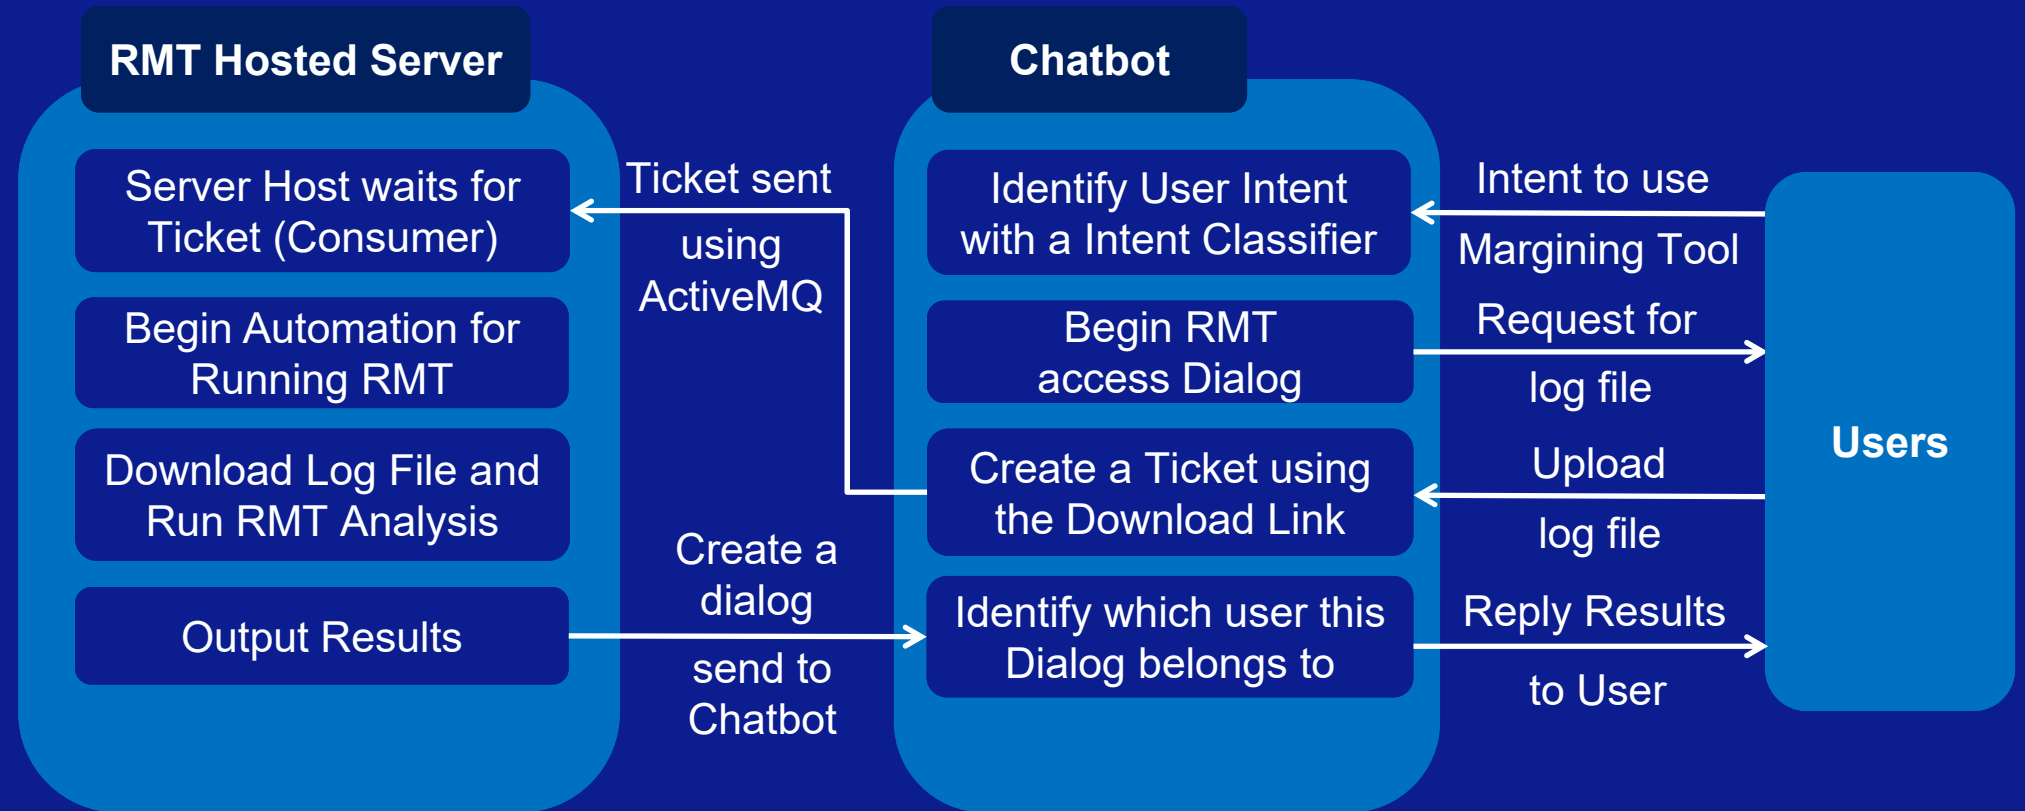 RMT Hosted Server
Server Host waits for
Ticket (Consumer)
Begin Automation for
Running RMT
Download Log File and
Run RMT Analysis
Output Results
Ticket sent
using
ActiveMQ
Create a
dialog
send to
Chatbot
Chatbot
Identify User Intent
with a Intent Classifier
Begin RMT
access Dialog
Create a Ticket using
the Download Link
Identify which user this
Dialog belongs to
Intent to use
Margining Tool
Request for
log file
Upload
log file
Reply Results
to User
Users